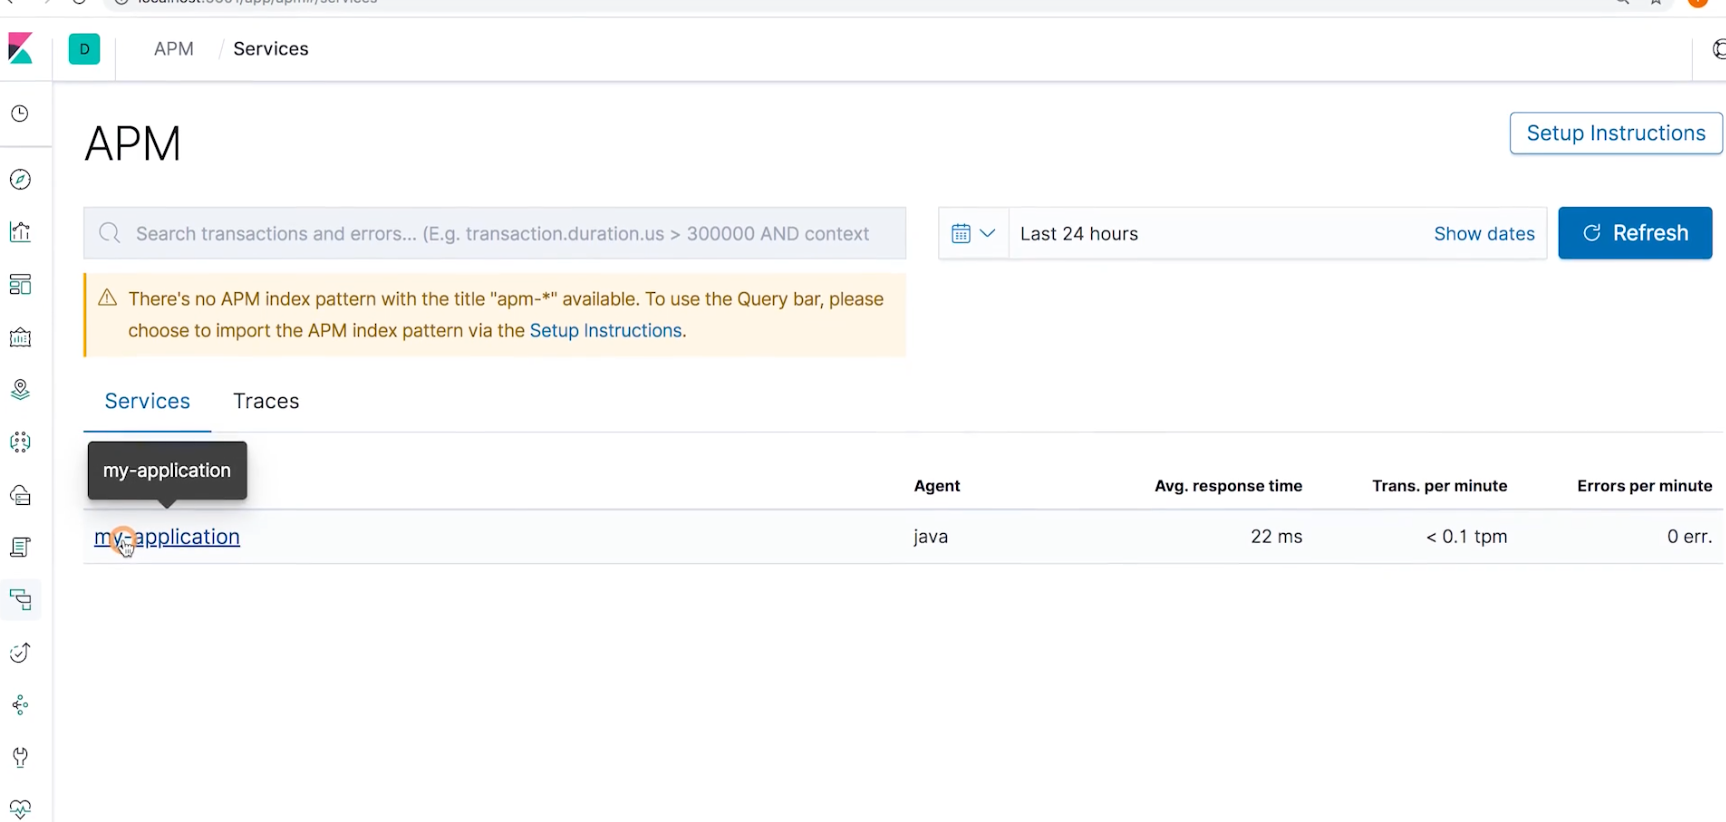 D
APM / Services
APM
Setup Instructions
Search transactions and errors... (E.g. transaction.duration.us > 300000 AND context
Last 24 hours
Show dates
Refresh
There's no APM index pattern with the title "apm-*" available. To use the Query bar, please
choose to import the APM index pattern via the Setup Instructions.
Services
Traces
my-application
Agent
Avg. response time
Trans. per minute
Errors per minute
my-application
java
22 ms
< 0.1 tpm
0 err.